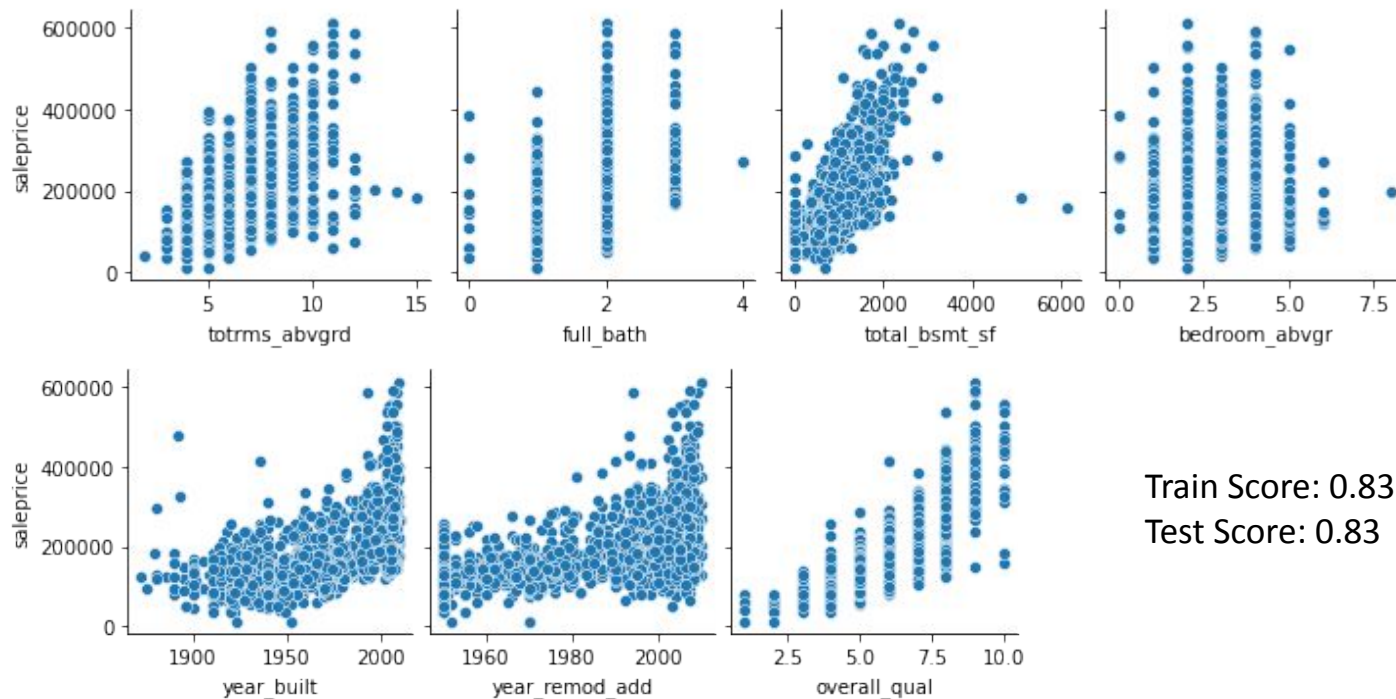 600000
400000
200000
0
saleprice
5 10 15
totrms_abvgrd
0 2 4
full_bath
0 2000 4000 6000
total_bsmt_sf
0.0 2.5 5.0 7.5
bedroom_abvgr
600000
400000
200000
0
saleprice
1900 1950 2000
year_built
1960 1980 2000
year_remod_add
2.5 5.0 7.5 10.0
overall_qual
Train Score: 0.83
Test Score: 0.83